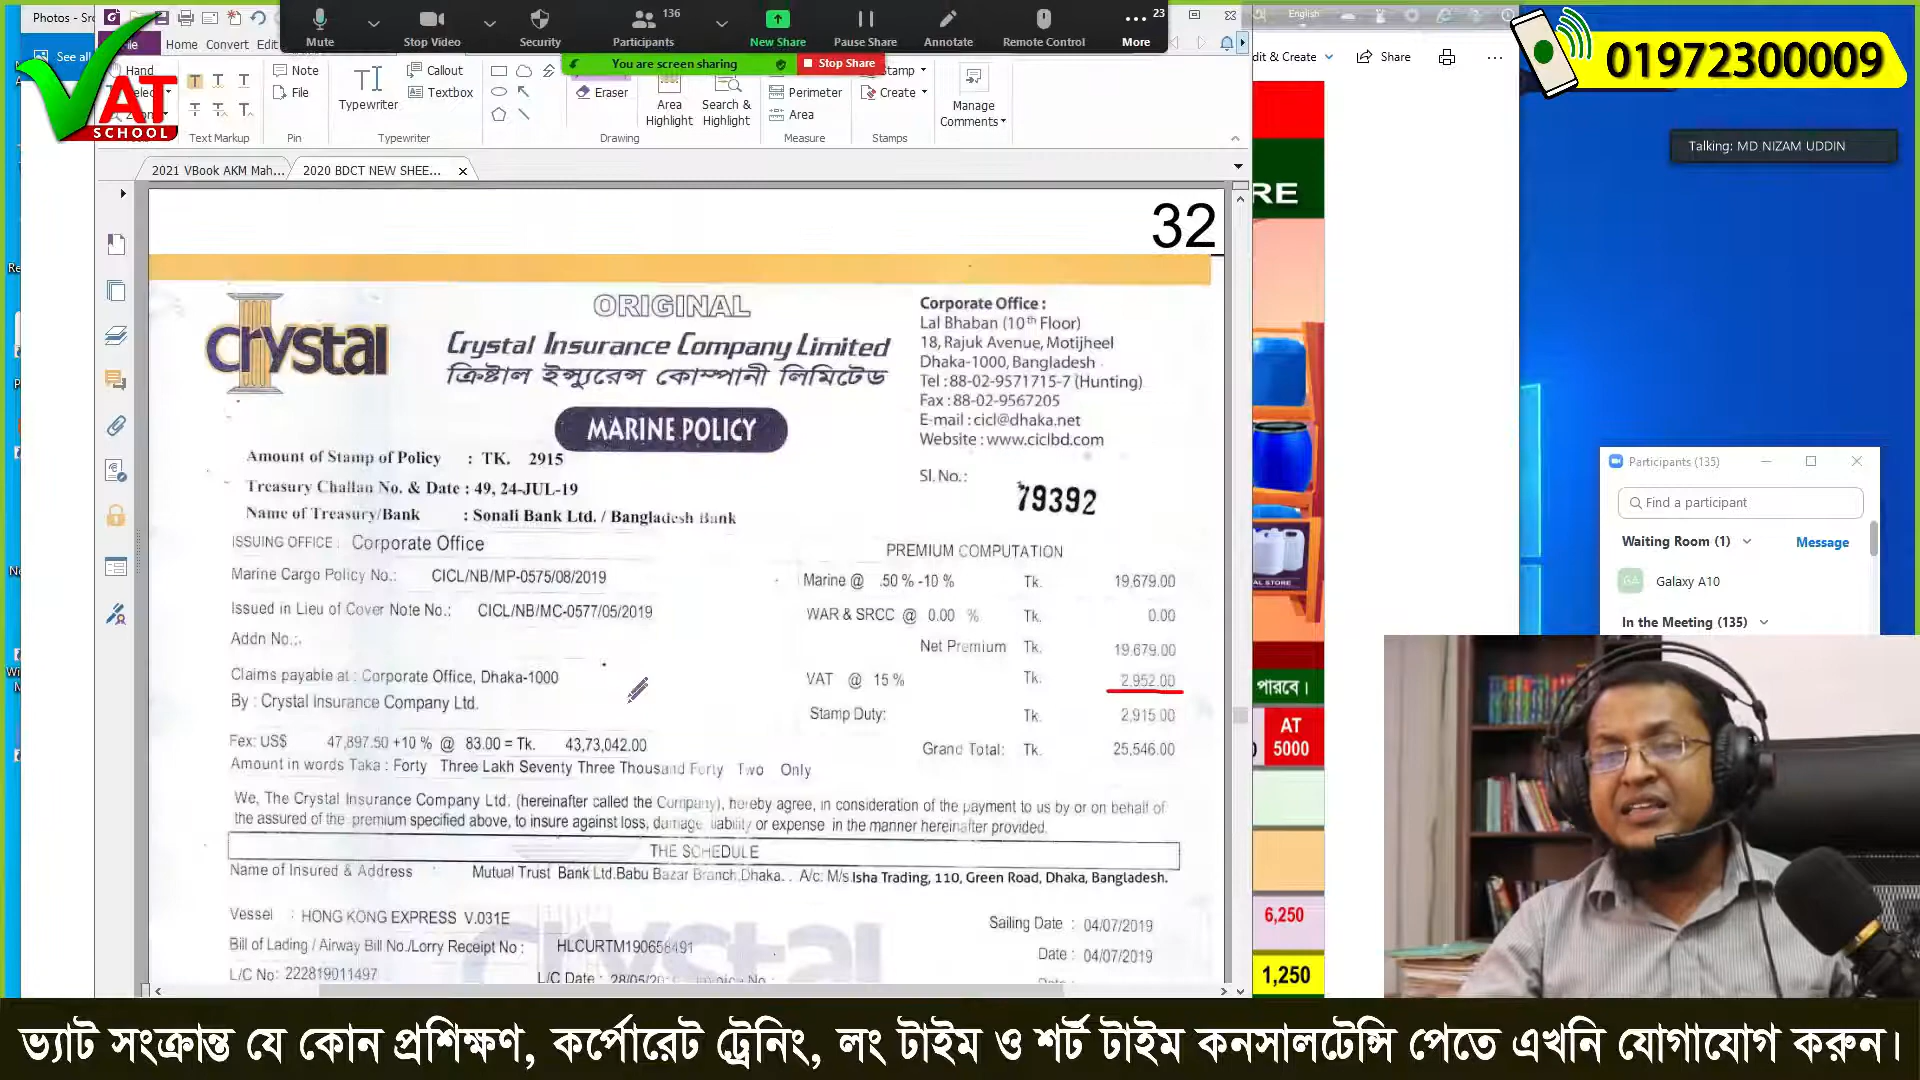 Photos - Src
136
23
English
Mute
Stop Video
Security
Participants
New Share
Pause Share
Annotate
Remote Control
More
You are screen sharing
Stop Share
01972300009
See all
File
Home
Convert
Edit
dit & Create
Share
VAT
SCHOOL
Hand
Note
File
Typewriter
Callout
Textbox
Eraser
Area
Highlight
Search &
Highlight
Perimeter
Area
Stamp
Create
Manage
Comments
Text Markup
Pin
Typewriter
Drawing
Measure
Stamps
Talking: MD NIZAM UDDIN
2021 VBook AKM Mah...
2020 BDCT NEW SHEE...
RE
32
crystal
ORIGINAL
Crystal Insurance Company Limited
ক্রিষ্টাল ইন্স্যুরেন্স কোম্পানী লিমিটেড
MARINE POLICY
Corporate Office :
Lal Bhaban (10th Floor)
18, Rajuk Avenue, Motijheel
Dhaka-1000, Bangladesh
Tel : 88-02-9571715-7 (Hunting)
Fax : 88-02-9567205
E-mail : cicl@dhaka.net
Website : www.ciclbd.com
Sl. No. :
79392
Amount of Stamp of Policy : TK. 2915
Treasury Challan No. & Date : 49, 24-JUL-19
Name of Treasury/Bank : Sonali Bank Ltd. / Bangladesh Bank
ISSUING OFFICE : Corporate Office
Marine Cargo Policy No.: CICL/NB/MP-0575/08/2019
Issued in Lieu of Cover Note No.: CICL/NB/MC-0577/05/2019
Addn No.:
Claims payable at : Corporate Office, Dhaka-1000
By : Crystal Insurance Company Ltd.
PREMIUM COMPUTATION
Marine @ .50 % -10 % Tk. 19,679.00
WAR & SRCC @ 0.00 % Tk. 0.00
Net Premium Tk. 19,679.00
VAT @ 15 % Tk. 2,952.00
Stamp Duty: Tk. 2,915.00
Grand Total: Tk. 25,546.00
Fex: US$ 47,897.50 +10 % @ 83.00 = Tk. 43,73,042.00
Amount in words Taka : Forty Three Lakh Seventy Three Thousand Forty Two Only
We, The Crystal Insurance Company Ltd. (hereinafter called the Company), hereby agree, in consideration of the payment to us by or on behalf of
the assured of the premium specified above, to insure against loss, damage, liability or expense in the manner hereinafter provided.
THE SCHEDULE
Name of Insured & Address Mutual Trust Bank Ltd.Babu Bazar Branch,Dhaka. . A/c: M/s.Isha Trading, 110, Green Road, Dhaka, Bangladesh.
Vessel : HONG KONG EXPRESS V.031E
Sailing Date : 04/07/2019
Bill of Lading / Airway Bill No./Lorry Receipt No : HLCURTM190658491
Date : 04/07/2019
L/C No: 222819011497
L/C Date : 28/05/20
Invoice No :
Date
crystal
Participants (135)
Find a participant
Waiting Room (1)
Message
GA
Galaxy A10
In the Meeting (135)
পারবে।
AT
5000
6,250
1,250
ভ্যাট সংক্রান্ত যে কোন প্রশিক্ষণ, কর্পোরেট ট্রেনিং, লং টাইম ও শর্ট টাইম কনসালটেন্সি পেতে এখনি যোগাযোগ করুন।